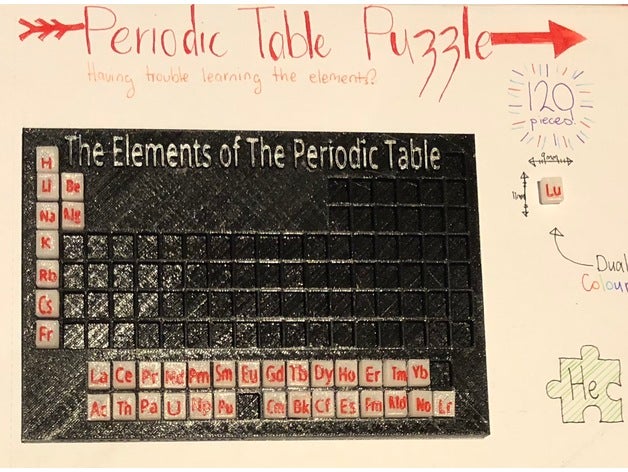 Periodic Table Puzzle
Having trouble learning the elements?
120
pieces!
The Elements of The Periodic Table
H
Li Be
Na Mg
K
Rb
Cs
Fr
La Ce Pr Nd Pm Sm Eu Gd Tb Dy Ho Er Tm Yb
Ac Th Pa U Np Pu Cm Bk Cf Es Fm Md No Lr
9mm
Lu
Dual
Colour
He